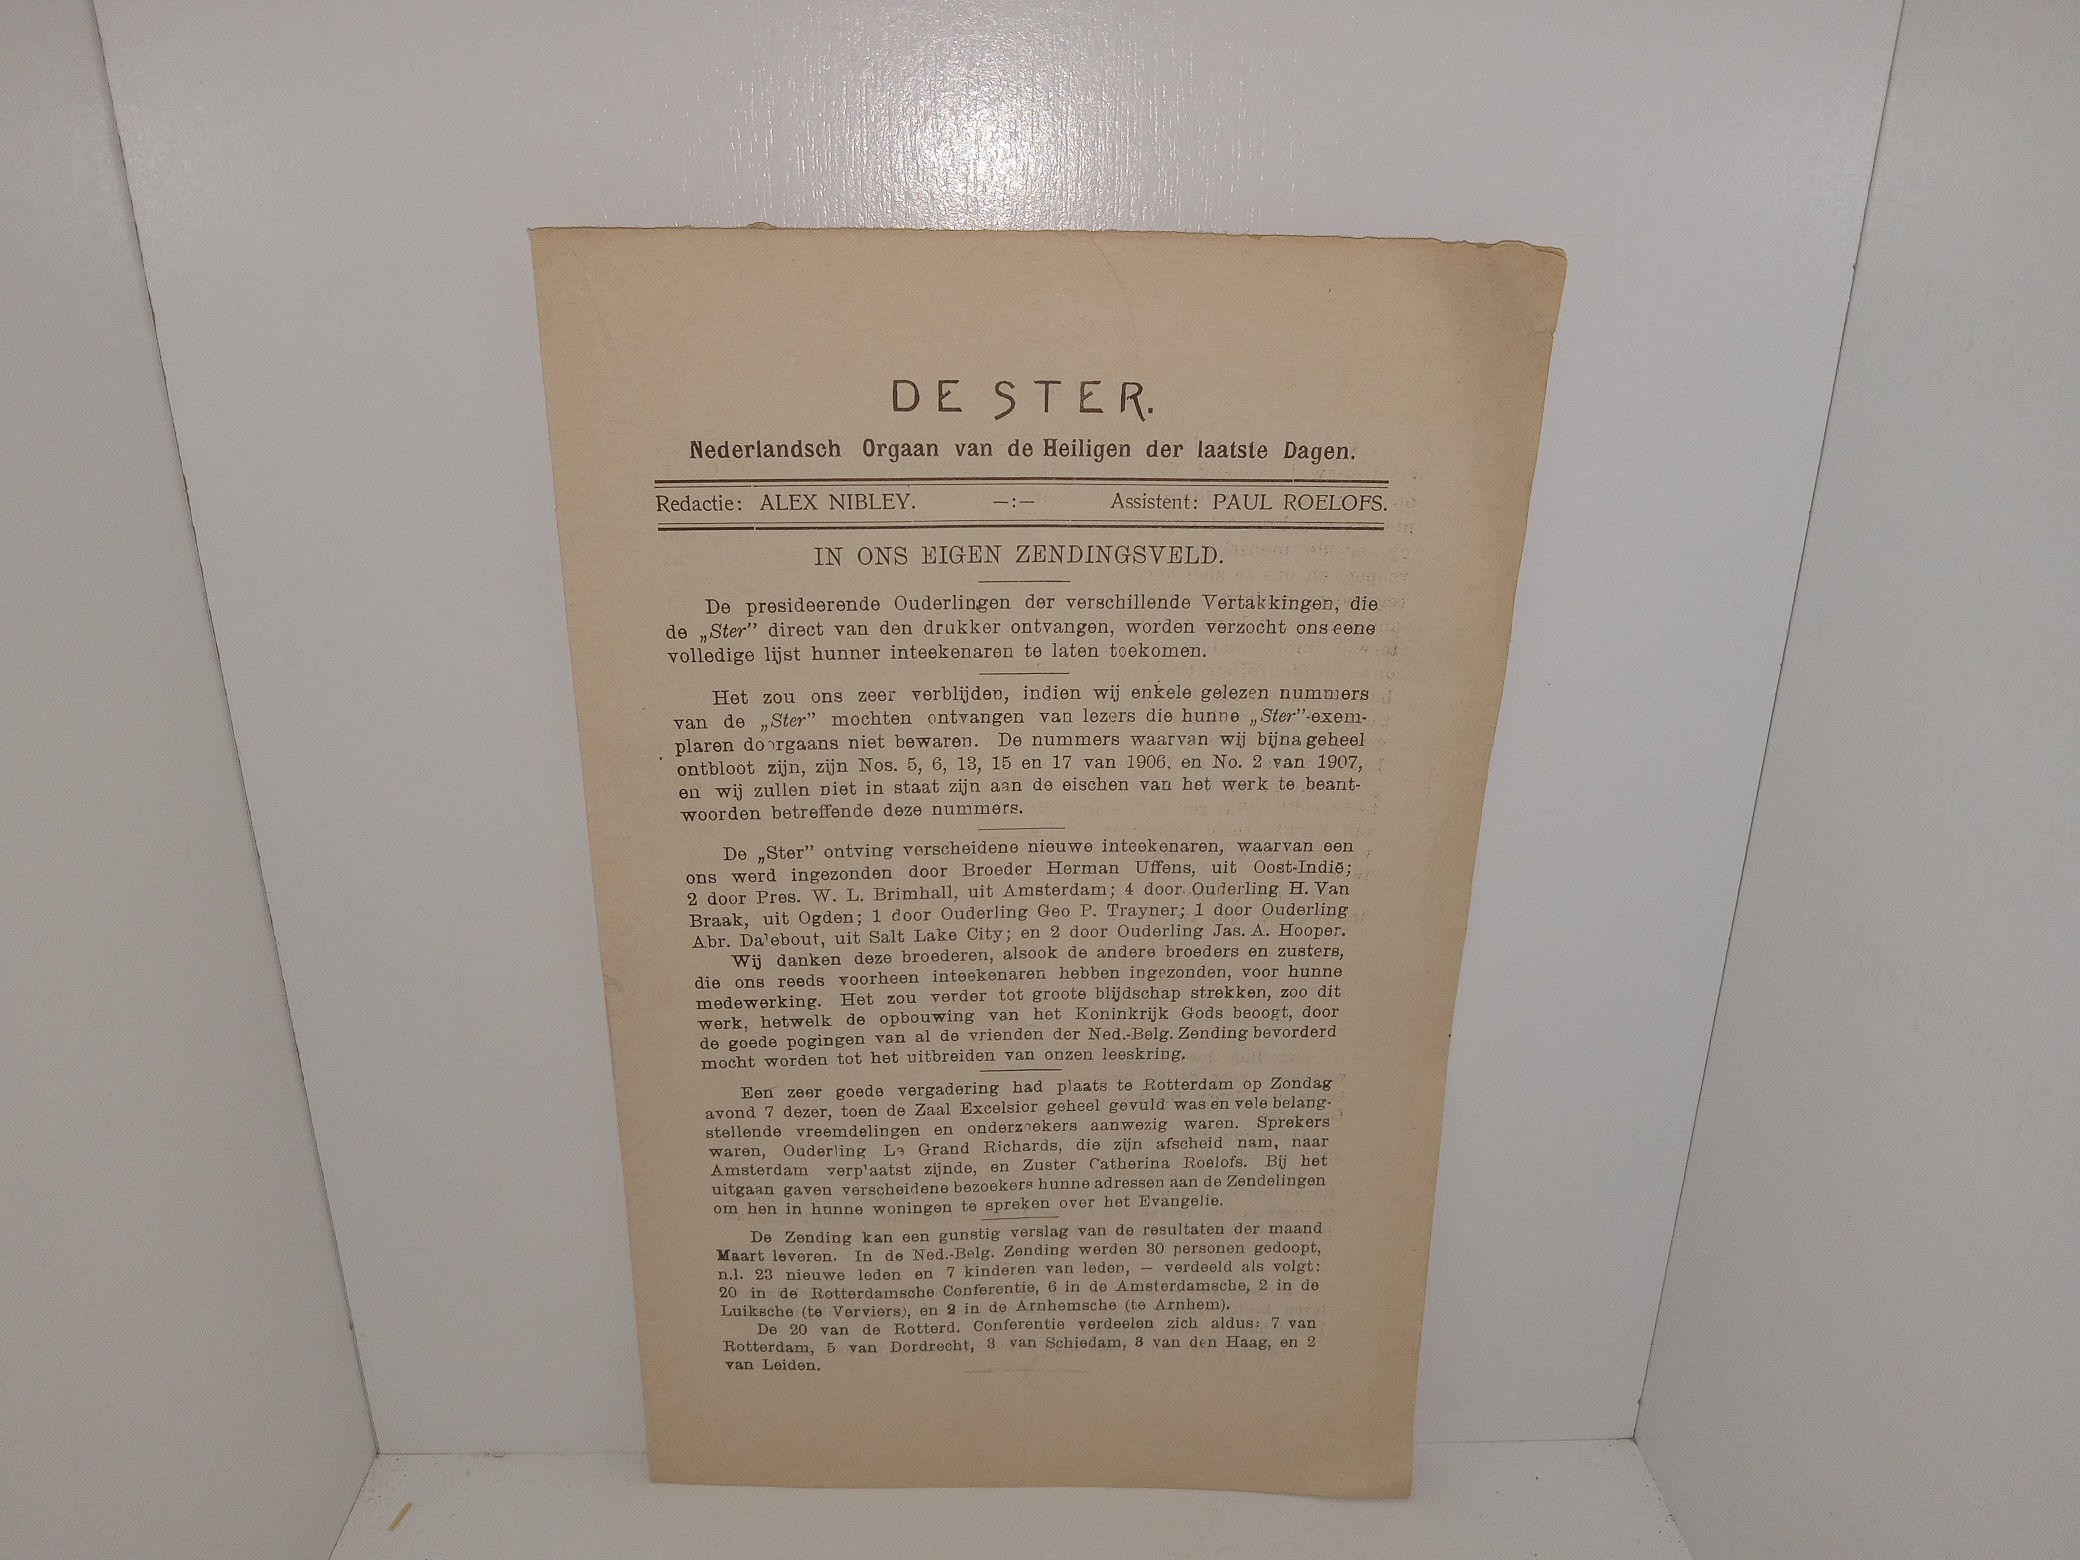 DE STER.
Nederlandsch Orgaan van de Heiligen der laatste Dagen.
Redactie: ALEX NIBLEY. —:— Assistent: PAUL ROELOFS.
IN ONS EIGEN ZENDINGSVELD.
De presideerende Ouderlingen der verschillende Vertakkingen, die
de „Ster” direct van den drukker ontvangen, worden verzocht ons eene
volledige lijst hunner inteekenaren te laten toekomen.
Het zou ons zeer verblijden, indien wij enkele gelezen nummers
van de „Ster” mochten ontvangen van lezers die hunne „Ster”-exem-
plaren doorgaans niet bewaren. De nummers waarvan wij bijna geheel
ontbloot zijn, zijn Nos. 5, 6, 13, 15 en 17 van 1906, en No. 2 van 1907,
en wij zullen niet in staat zijn aan de eischen van het werk te beant-
woorden betreffende deze nummers.
De „Ster” ontving verscheidene nieuwe inteekenaren, waarvan een
ons werd ingezonden door Broeder Herman Uffens, uit Oost-Indië;
2 door Pres. W. L. Brimhall, uit Amsterdam; 4 door Ouderling H. Van
Braak, uit Ogden; 1 door Ouderling Geo P. Trayner; 1 door Ouderling
Abr. Dalebout, uit Salt Lake City; en 2 door Ouderling Jas. A. Hooper.
Wij danken deze broederen, alsook de andere broeders en zusters,
die ons reeds voorheen inteekenaren hebben ingezonden, voor hunne
medewerking. Het zou verder tot groote blijdschap strekken, zoo dit
werk, hetwelk de opbouwing van het Koninkrijk Gods beoogt, door
de goede pogingen van al de vrienden der Ned.-Belg. Zending bevorderd
mocht worden tot het uitbreiden van onzen leeskring.
Een zeer goede vergadering had plaats te Rotterdam op Zondag
avond 7 dezer, toen de Zaal Excelsior geheel gevuld was en vele belang-
stellende vreemdelingen en onderzoekers aanwezig waren. Sprekers
waren, Ouderling Le Grand Richards, die zijn afscheid nam, naar
Amsterdam verplaatst zijnde, en Zuster Catherina Roelofs. Bij het
uitgaan gaven verscheidene bezoekers hunne adressen aan de Zendelingen
om hen in hunne woningen te spreken over het Evangelie.
De Zending kan een gunstig verslag van de resultaten der maand
Maart leveren. In de Ned.-Belg. Zending werden 30 personen gedoopt,
n.l. 23 nieuwe leden en 7 kinderen van leden, — verdeeld als volgt:
20 in de Rotterdamsche Conferentie, 6 in de Amsterdamsche, 2 in de
Luiksche (te Verviers), en 2 in de Arnhemsche (te Arnhem).
De 20 van de Rotterd. Conferentie verdeelen zich aldus: 7 van
Rotterdam, 5 van Dordrecht, 3 van Schiedam, 3 van den Haag, en 2
van Leiden.